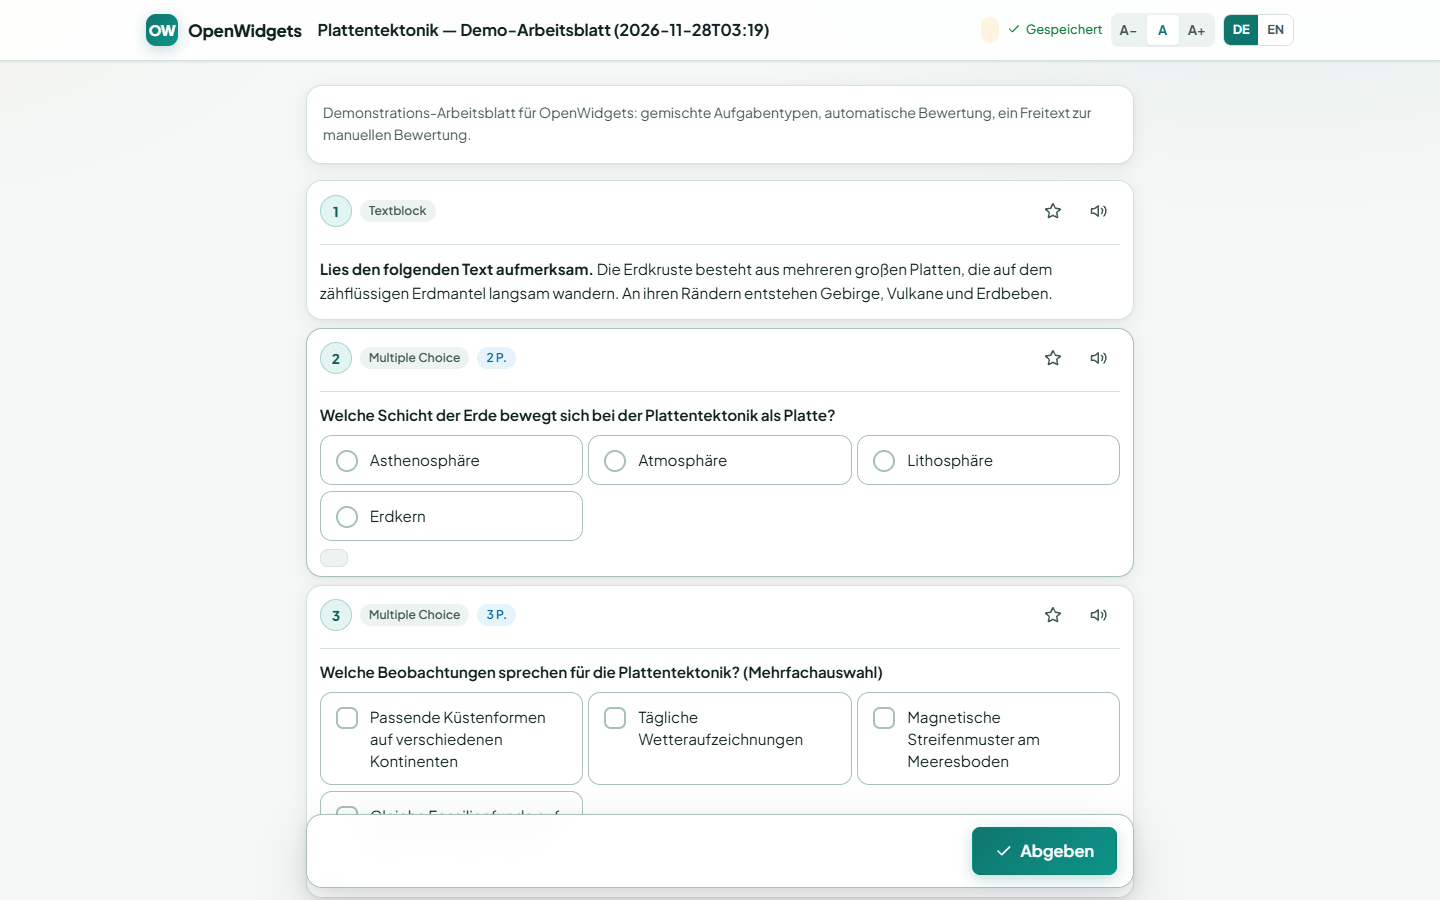 OW OpenWidgets Plattentektonik — Demo-Arbeitsblatt (2026-11-28T03:19) Gespeichert A− A A+ DE EN
Demonstrations-Arbeitsblatt für OpenWidgets: gemischte Aufgabentypen, automatische Bewertung, ein Freitext zur
manuellen Bewertung.
1 Textblock
Lies den folgenden Text aufmerksam. Die Erdkruste besteht aus mehreren großen Platten, die auf dem
zähflüssigen Erdmantel langsam wandern. An ihren Rändern entstehen Gebirge, Vulkane und Erdbeben.
2 Multiple Choice 2 P.
Welche Schicht der Erde bewegt sich bei der Plattentektonik als Platte?
Asthenosphäre Atmosphäre Lithosphäre
Erdkern
3 Multiple Choice 3 P.
Welche Beobachtungen sprechen für die Plattentektonik? (Mehrfachauswahl)
Passende Küstenformen
auf verschiedenen
Kontinenten
Tägliche
Wetteraufzeichnungen
Magnetische
Streifenmuster am
Meeresboden
Abgeben